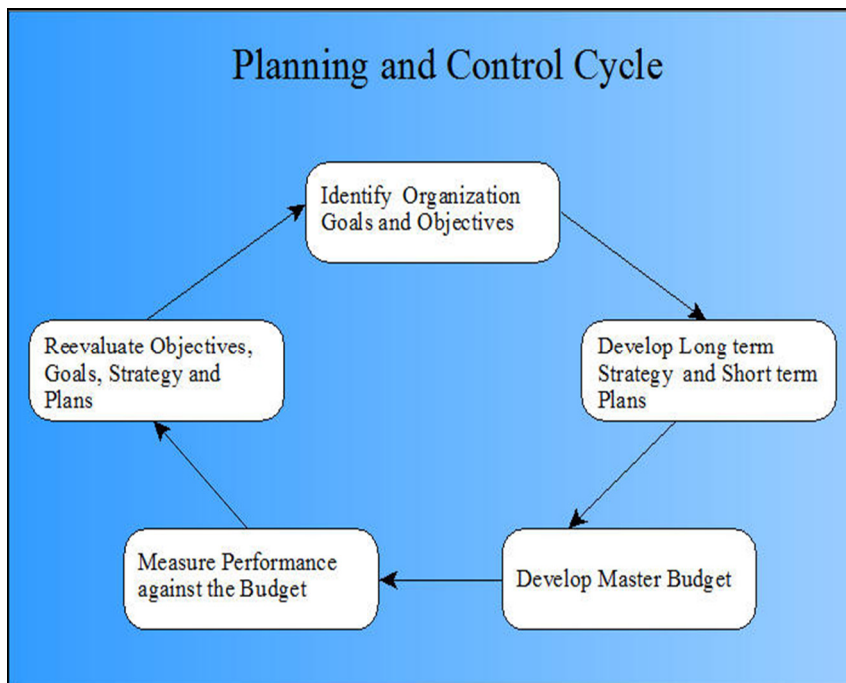 Planning and Control Cycle
Identify Organization
Goals and Objectives
Develop Long term
Strategy and Short term
Plans
Develop Master Budget
Measure Performance
against the Budget
Reevaluate Objectives,
Goals, Strategy and
Plans